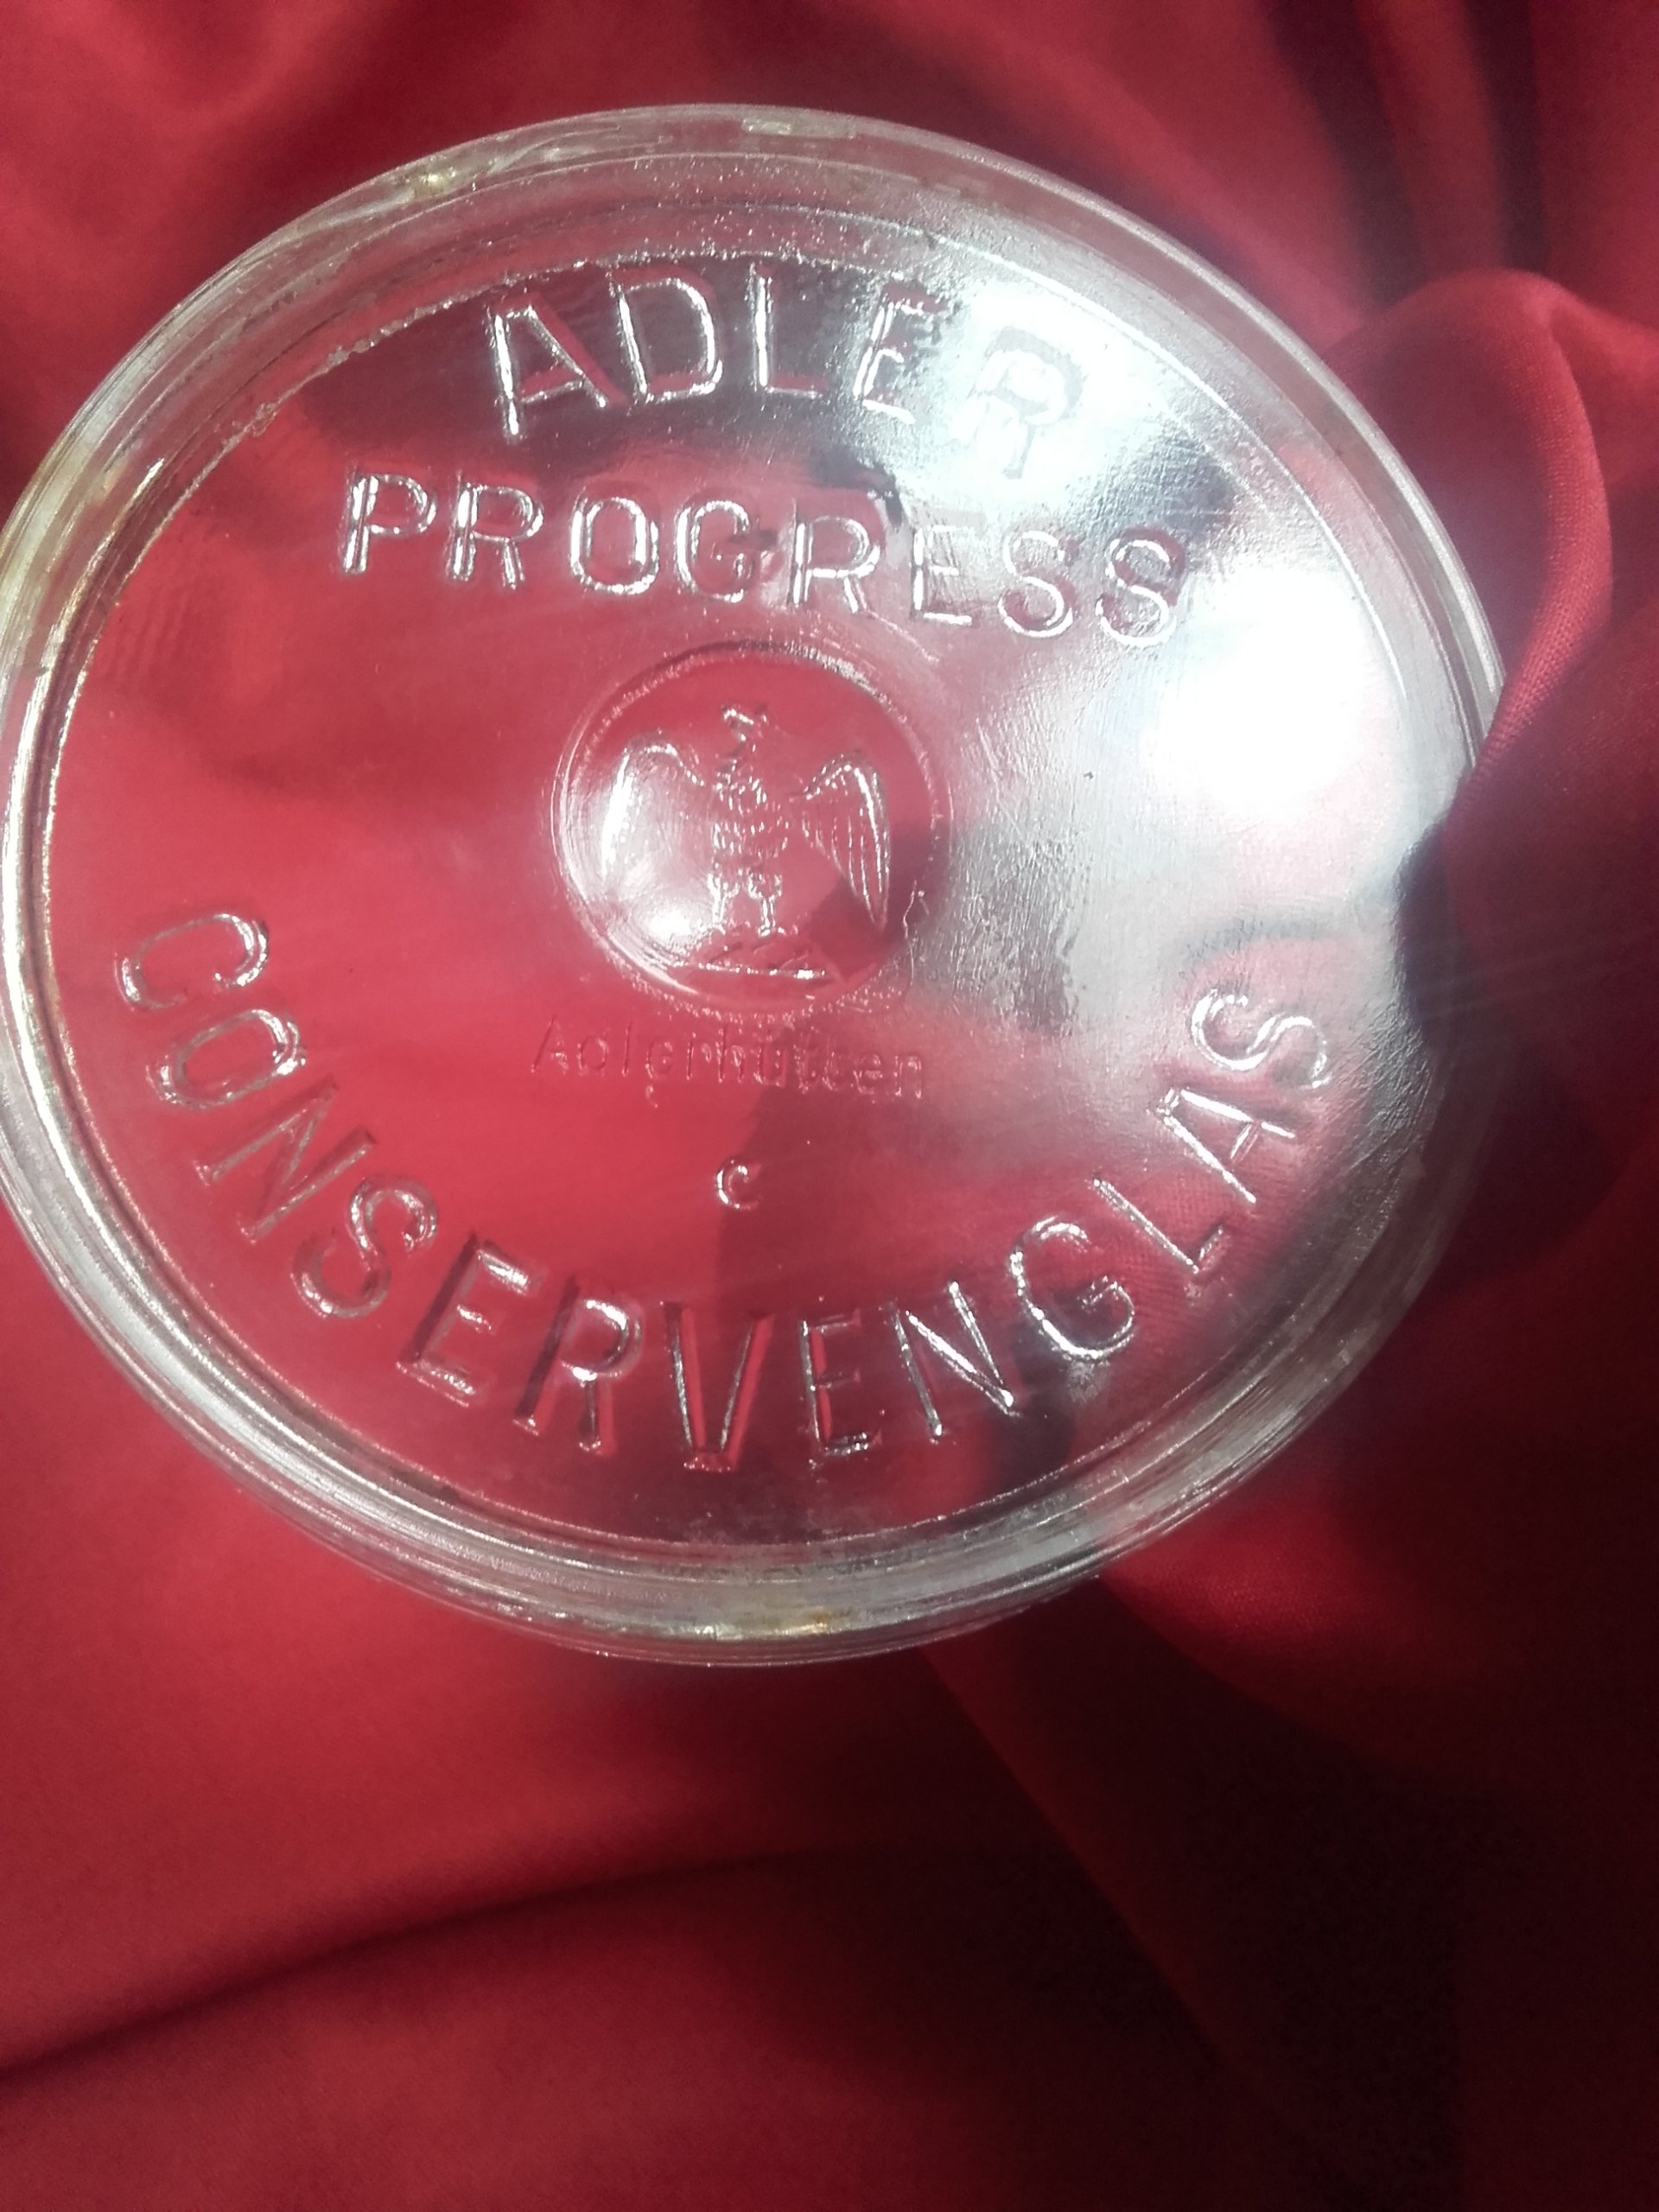 ADLER
PROGRESS
Adlerhütten
C
CONSERVENGLAS